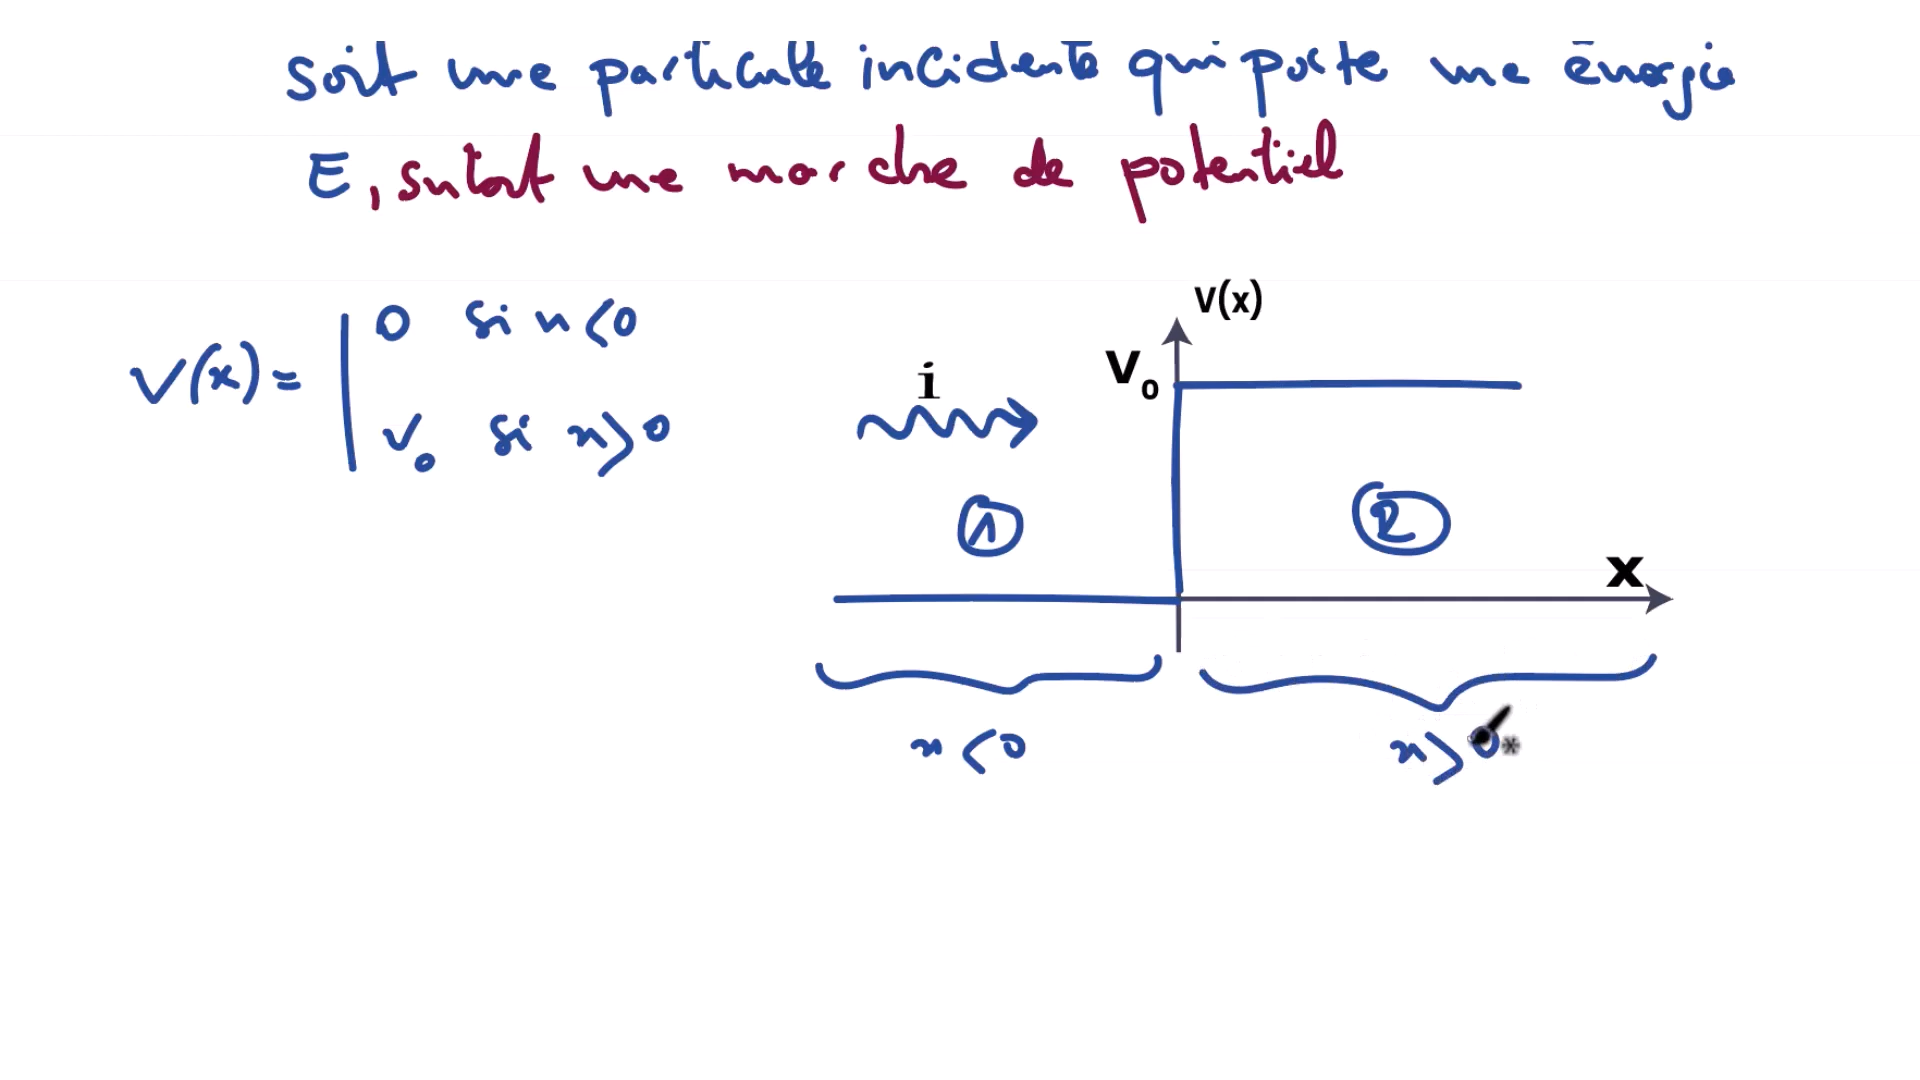 soit une particule incidente qui porte une énergie
E, subit une marche de potentiel
V(x)
V(x) = 0 si x<0
V₀ si x>0
i
V₀
1
2
x
x<0
x>0